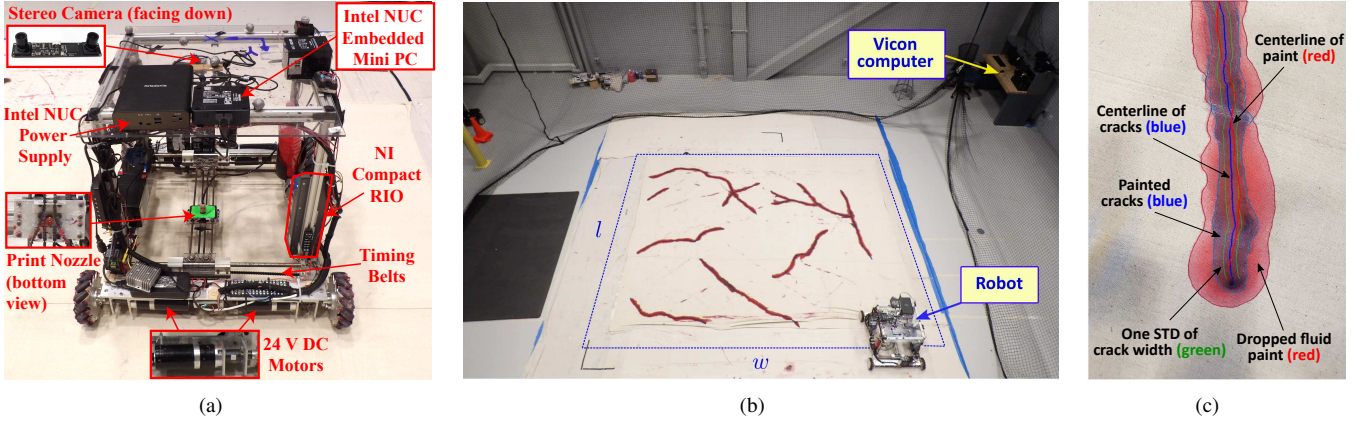 Stereo Camera (facing down)
Intel NUC
Embedded
Mini PC
Intel NUC
Power
Supply
NI
Compact
RIO
Print Nozzle
(bottom
view)
Timing
Belts
24 V DC
Motors
(a)
Vicon
computer
l
Robot
w
(b)
Centerline of
paint (red)
Centerline of
cracks (blue)
Painted
cracks (blue)
One STD of
crack width (green)
Dropped fluid
paint (red)
(c)